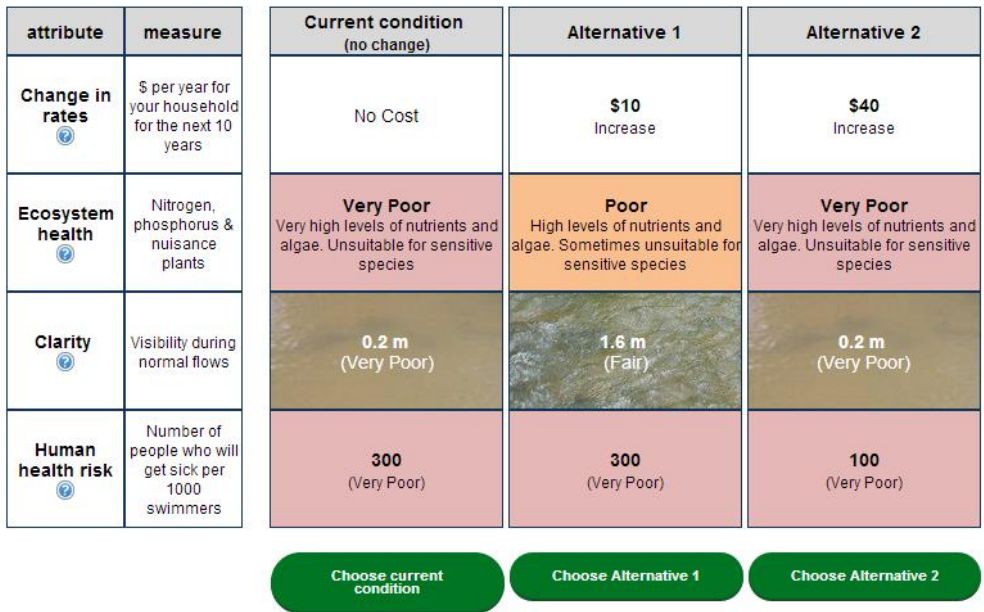 attribute
measure
Current condition
(no change)
Alternative 1
Alternative 2
Change in
rates
?
$ per year for
your household
for the next 10
years
No Cost
$10
Increase
$40
Increase
Ecosystem
health
?
Nitrogen,
phosphorus &
nuisance
plants
Very Poor
Very high levels of nutrients and
algae. Unsuitable for sensitive
species
Poor
High levels of nutrients and
algae. Sometimes unsuitable for
sensitive species
Very Poor
Very high levels of nutrients and
algae. Unsuitable for sensitive
species
Clarity
?
Visibility during
normal flows
0.2 m
(Very Poor)
1.6 m
(Fair)
0.2 m
(Very Poor)
Human
health risk
?
Number of
people who will
get sick per
1000
swimmers
300
(Very Poor)
300
(Very Poor)
100
(Very Poor)
Choose current
condition
Choose Alternative 1
Choose Alternative 2